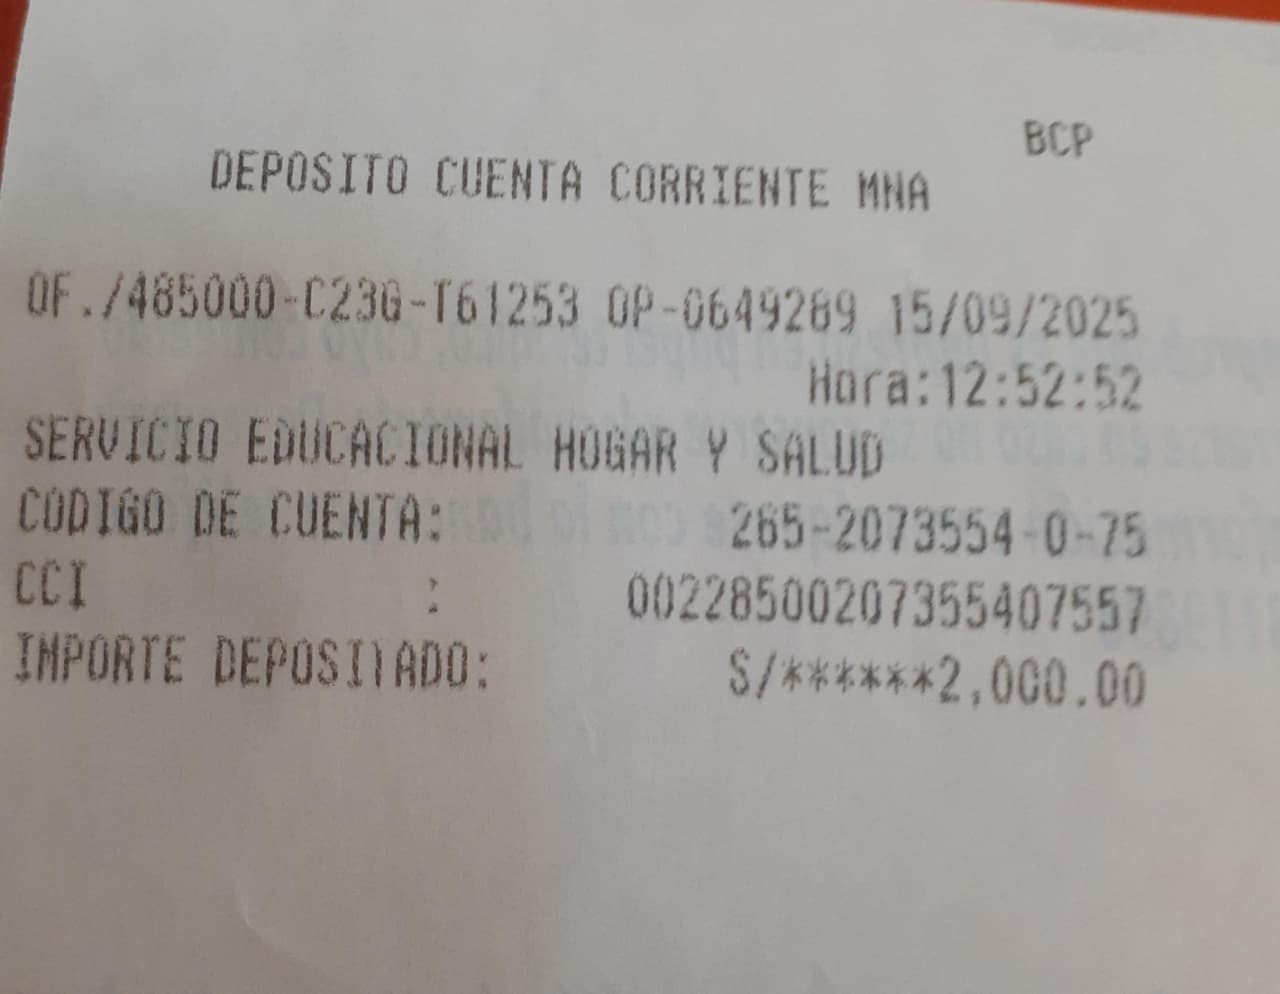 BCP
DEPOSITO CUENTA CORRIENTE MNA
OF./485000-C23G-T61253 OP-0649289 15/09/2025
Hora:12:52:52
SERVICIO EDUCACIONAL HOGAR Y SALUD
CODIGO DE CUENTA: 265-2073554-0-75
CCI : 00228500207355407557
IMPORTE DEPOSITADO: S/******2,000.00